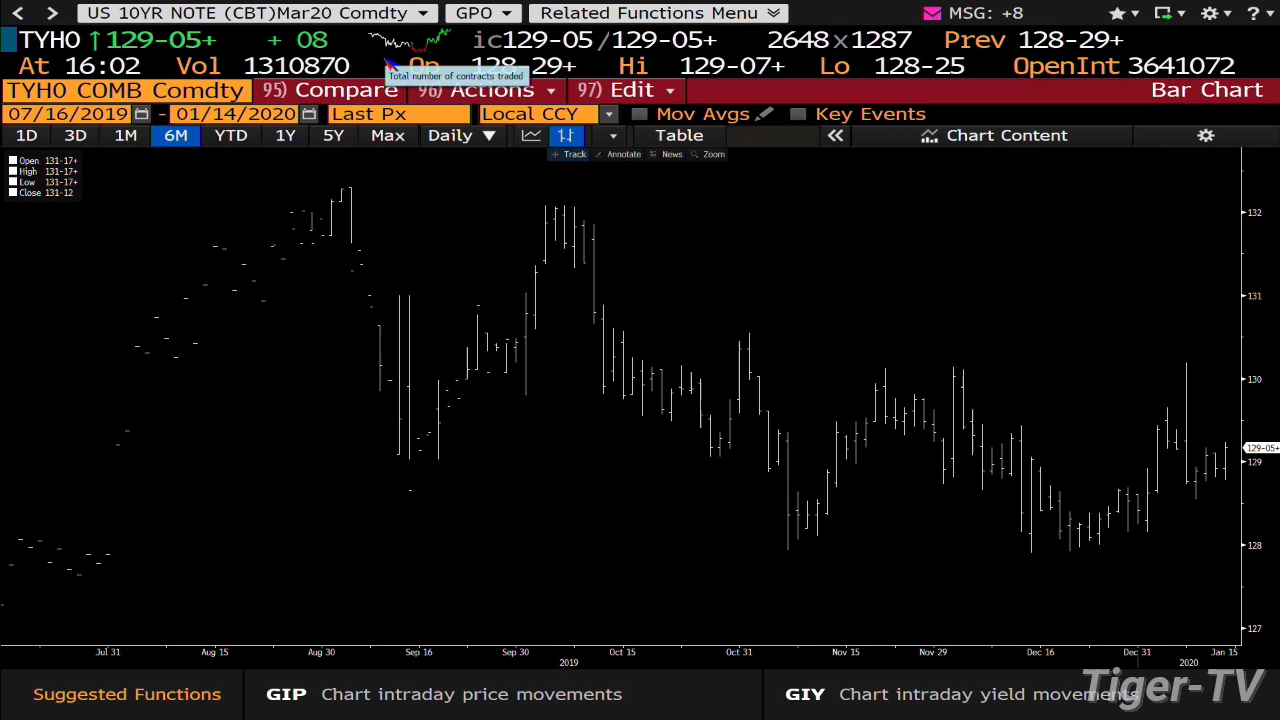 US 10YR NOTE (CBT)Mar20 Comdty GPO Related Functions Menu MSG: +8
TYH0 ↑129-05+ + 08 ic129-05 /129-05+ 2648x1287 Prev 128-29+
At 16:02 Vol 1310870 Op 128-29+ Hi 129-07+ Lo 128-25 OpenInt 3641072
Total number of contracts traded
TYH0 COMB Comdty 95) Compare 96) Actions 97) Edit Bar Chart
07/16/2019 - 01/14/2020 Last Px Local CCY Mov Avgs Key Events
1D 3D 1M 6M YTD 1Y 5Y Max Daily ▼ Table « Chart Content
Track Annotate News Zoom
Open 131-17+
High 131-17+
Low 131-17+
Close 131-12
132
131
130
129-05+
129
128
127
Jul 31 Aug 15 Aug 30 Sep 16 Sep 30 Oct 15 Oct 31 Nov 15 Nov 29 Dec 16 Dec 31 Jan 15
2019 2020
Suggested Functions GIP Chart intraday price movements GIY Chart intraday yield movements
Tiger-TV